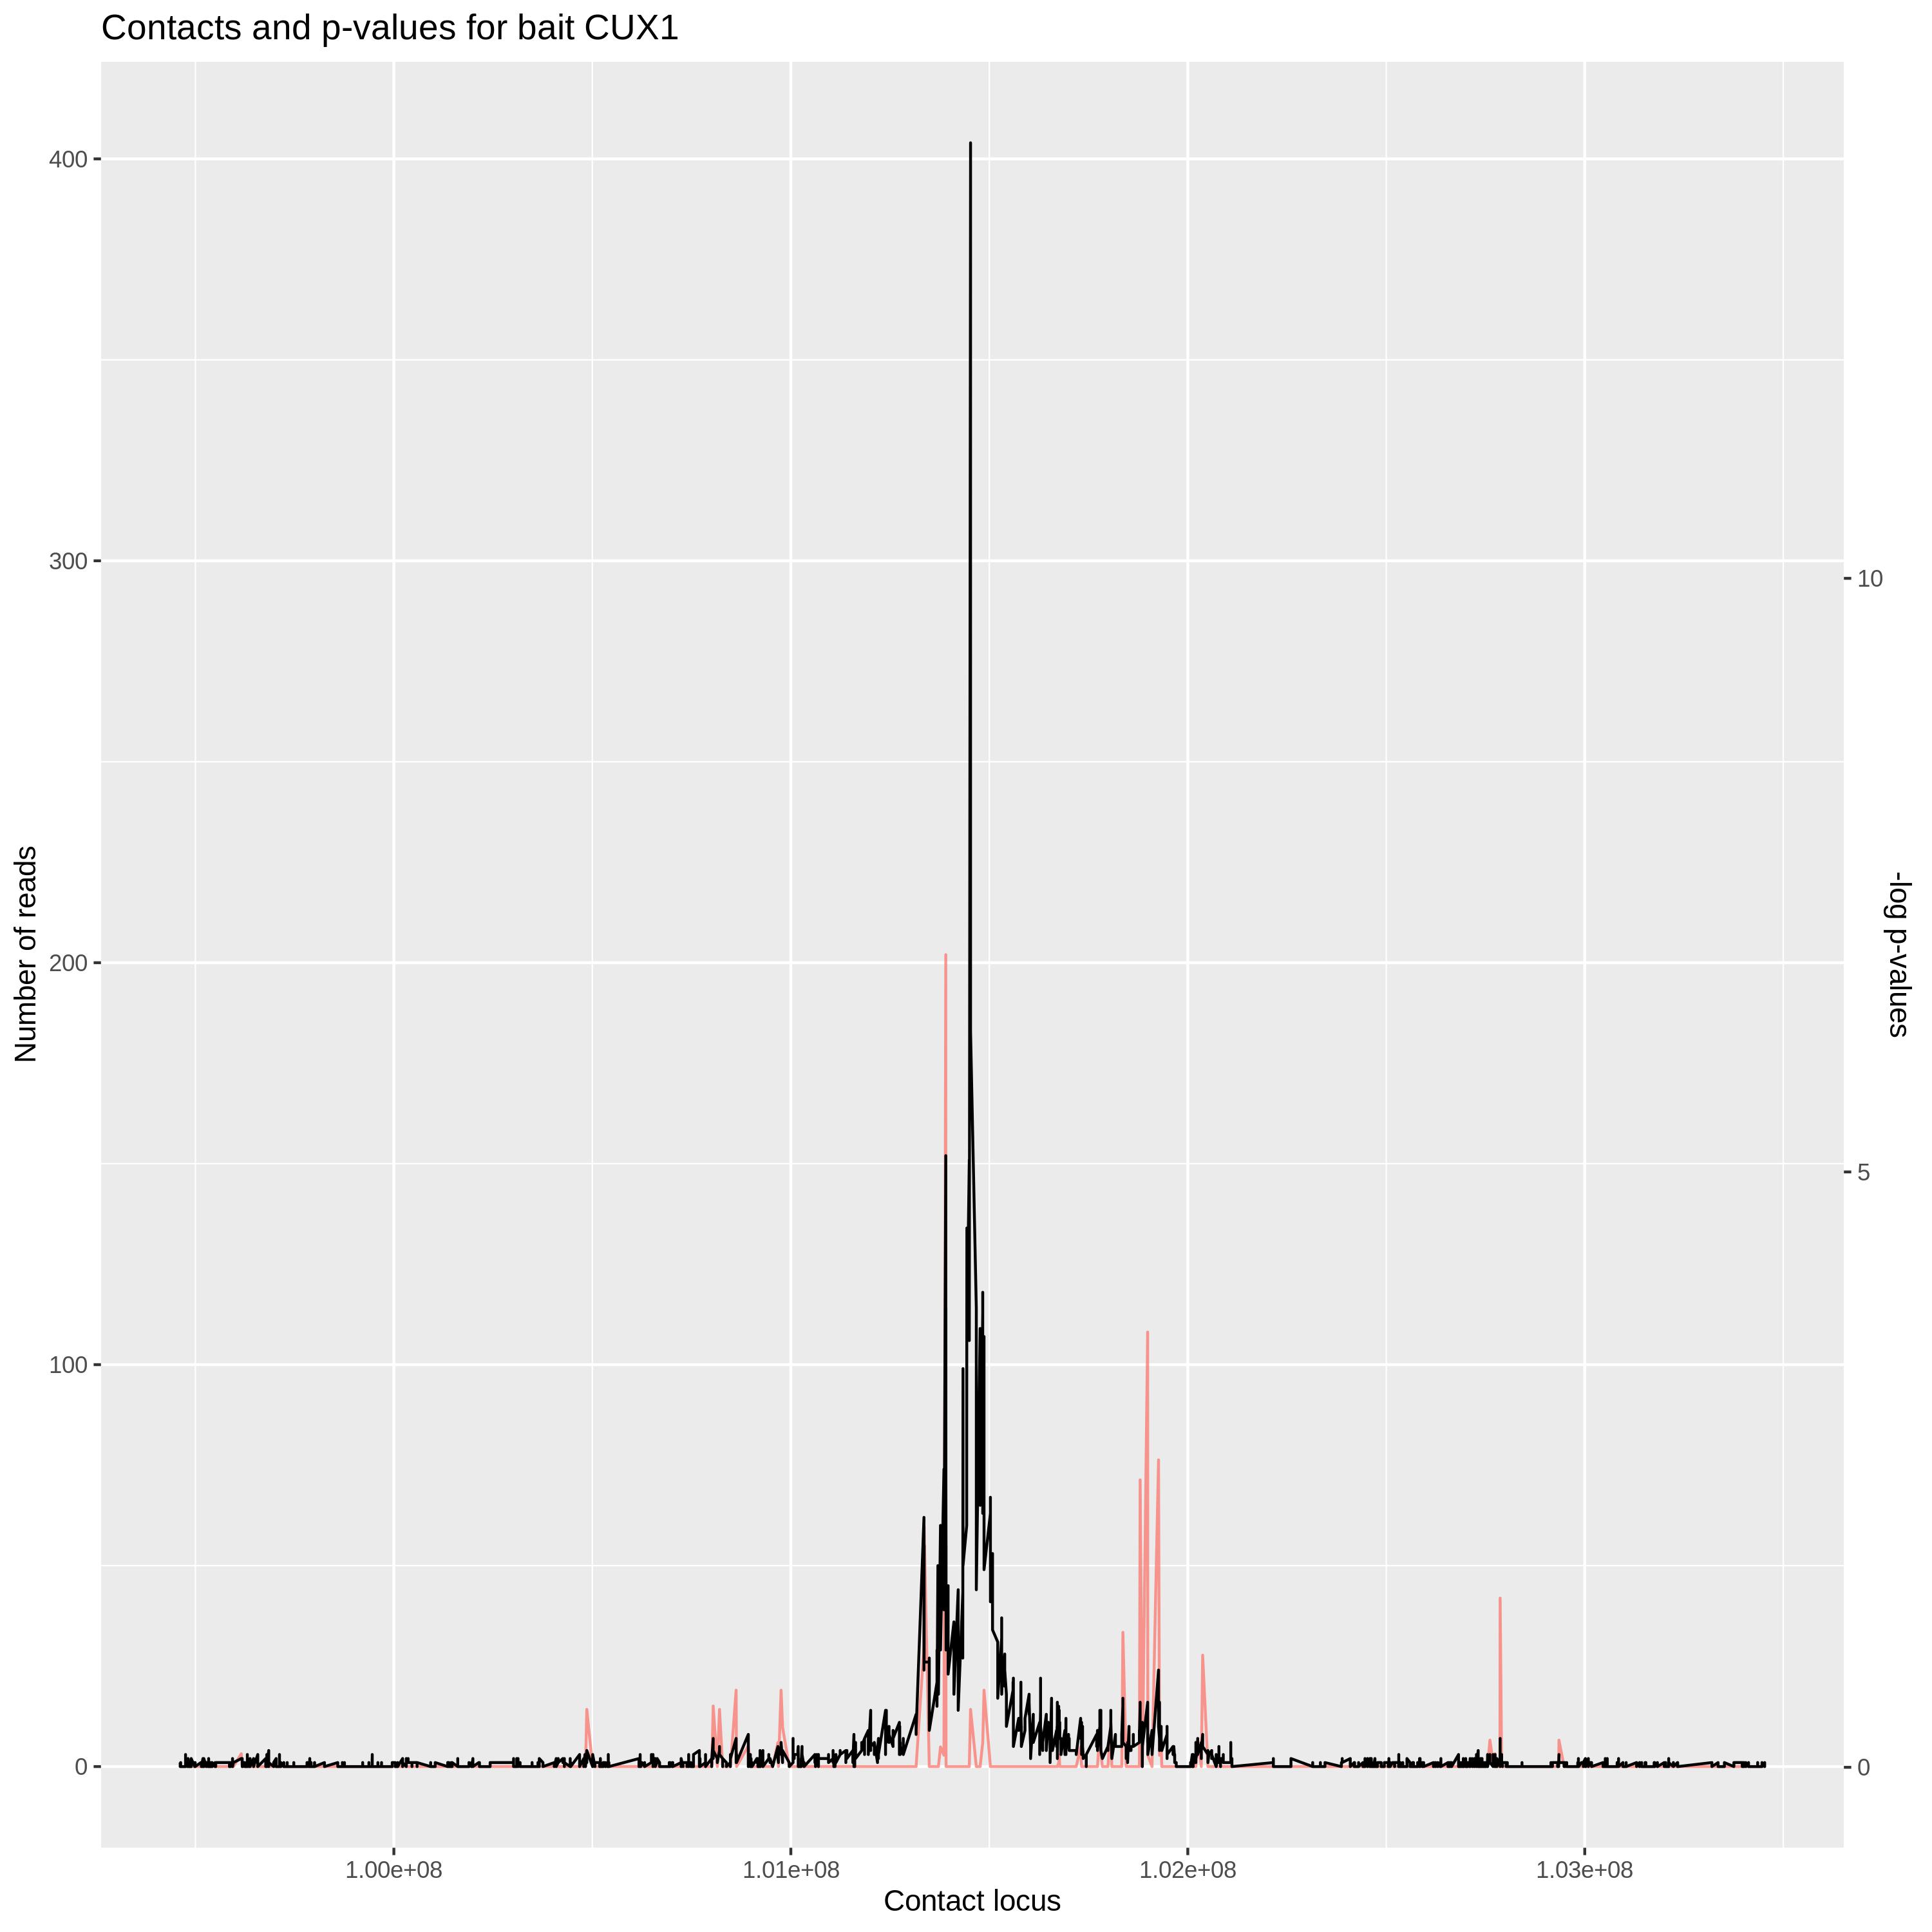 Contacts and p-values for bait CUX1
400
300
200
100
0
Number of reads
10
5
0
-log p-values
1.00e+08
1.01e+08
1.02e+08
1.03e+08
Contact locus